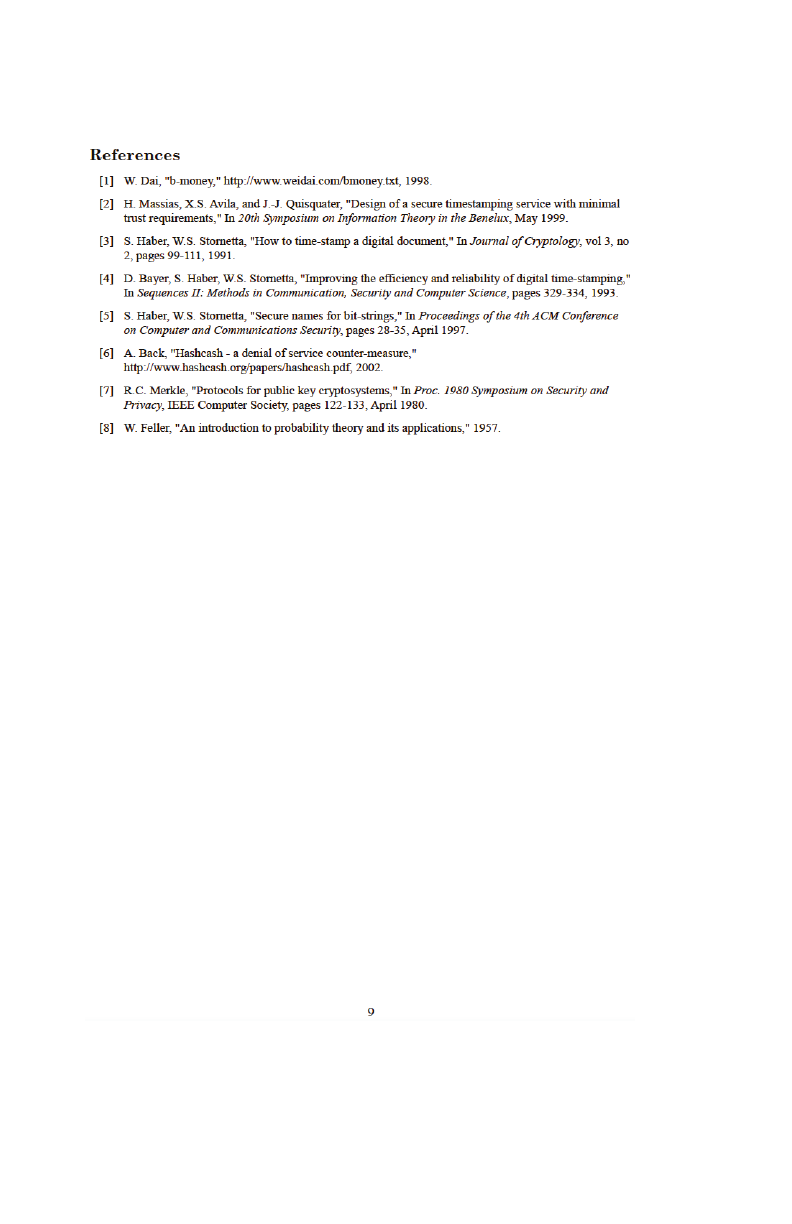 References
[1] W. Dai, "b-money," http://www.weidai.com/bmoney.txt, 1998.
[2] H. Massias, X.S. Avila, and J.-J. Quisquater, "Design of a secure timestamping service with minimal
trust requirements," In 20th Symposium on Information Theory in the Benelux, May 1999.
[3] S. Haber, W.S. Stornetta, "How to time-stamp a digital document," In Journal of Cryptology, vol 3, no
2, pages 99-111, 1991.
[4] D. Bayer, S. Haber, W.S. Stornetta, "Improving the efficiency and reliability of digital time-stamping,"
In Sequences II: Methods in Communication, Security and Computer Science, pages 329-334, 1993.
[5] S. Haber, W.S. Stornetta, "Secure names for bit-strings," In Proceedings of the 4th ACM Conference
on Computer and Communications Security, pages 28-35, April 1997.
[6] A. Back, "Hashcash - a denial of service counter-measure,"
http://www.hashcash.org/papers/hashcash.pdf, 2002.
[7] R.C. Merkle, "Protocols for public key cryptosystems," In Proc. 1980 Symposium on Security and
Privacy, IEEE Computer Society, pages 122-133, April 1980.
[8] W. Feller, "An introduction to probability theory and its applications," 1957.
9